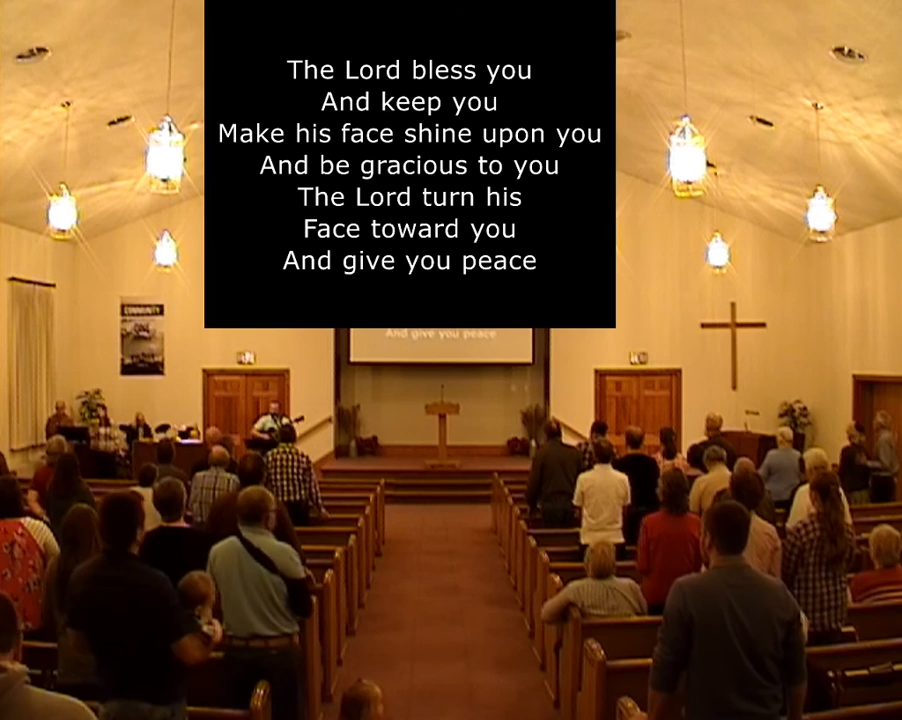 The Lord bless you
And keep you
Make his face shine upon you
And be gracious to you
The Lord turn his
Face toward you
And give you peace
COMMUNITY
And give you peace